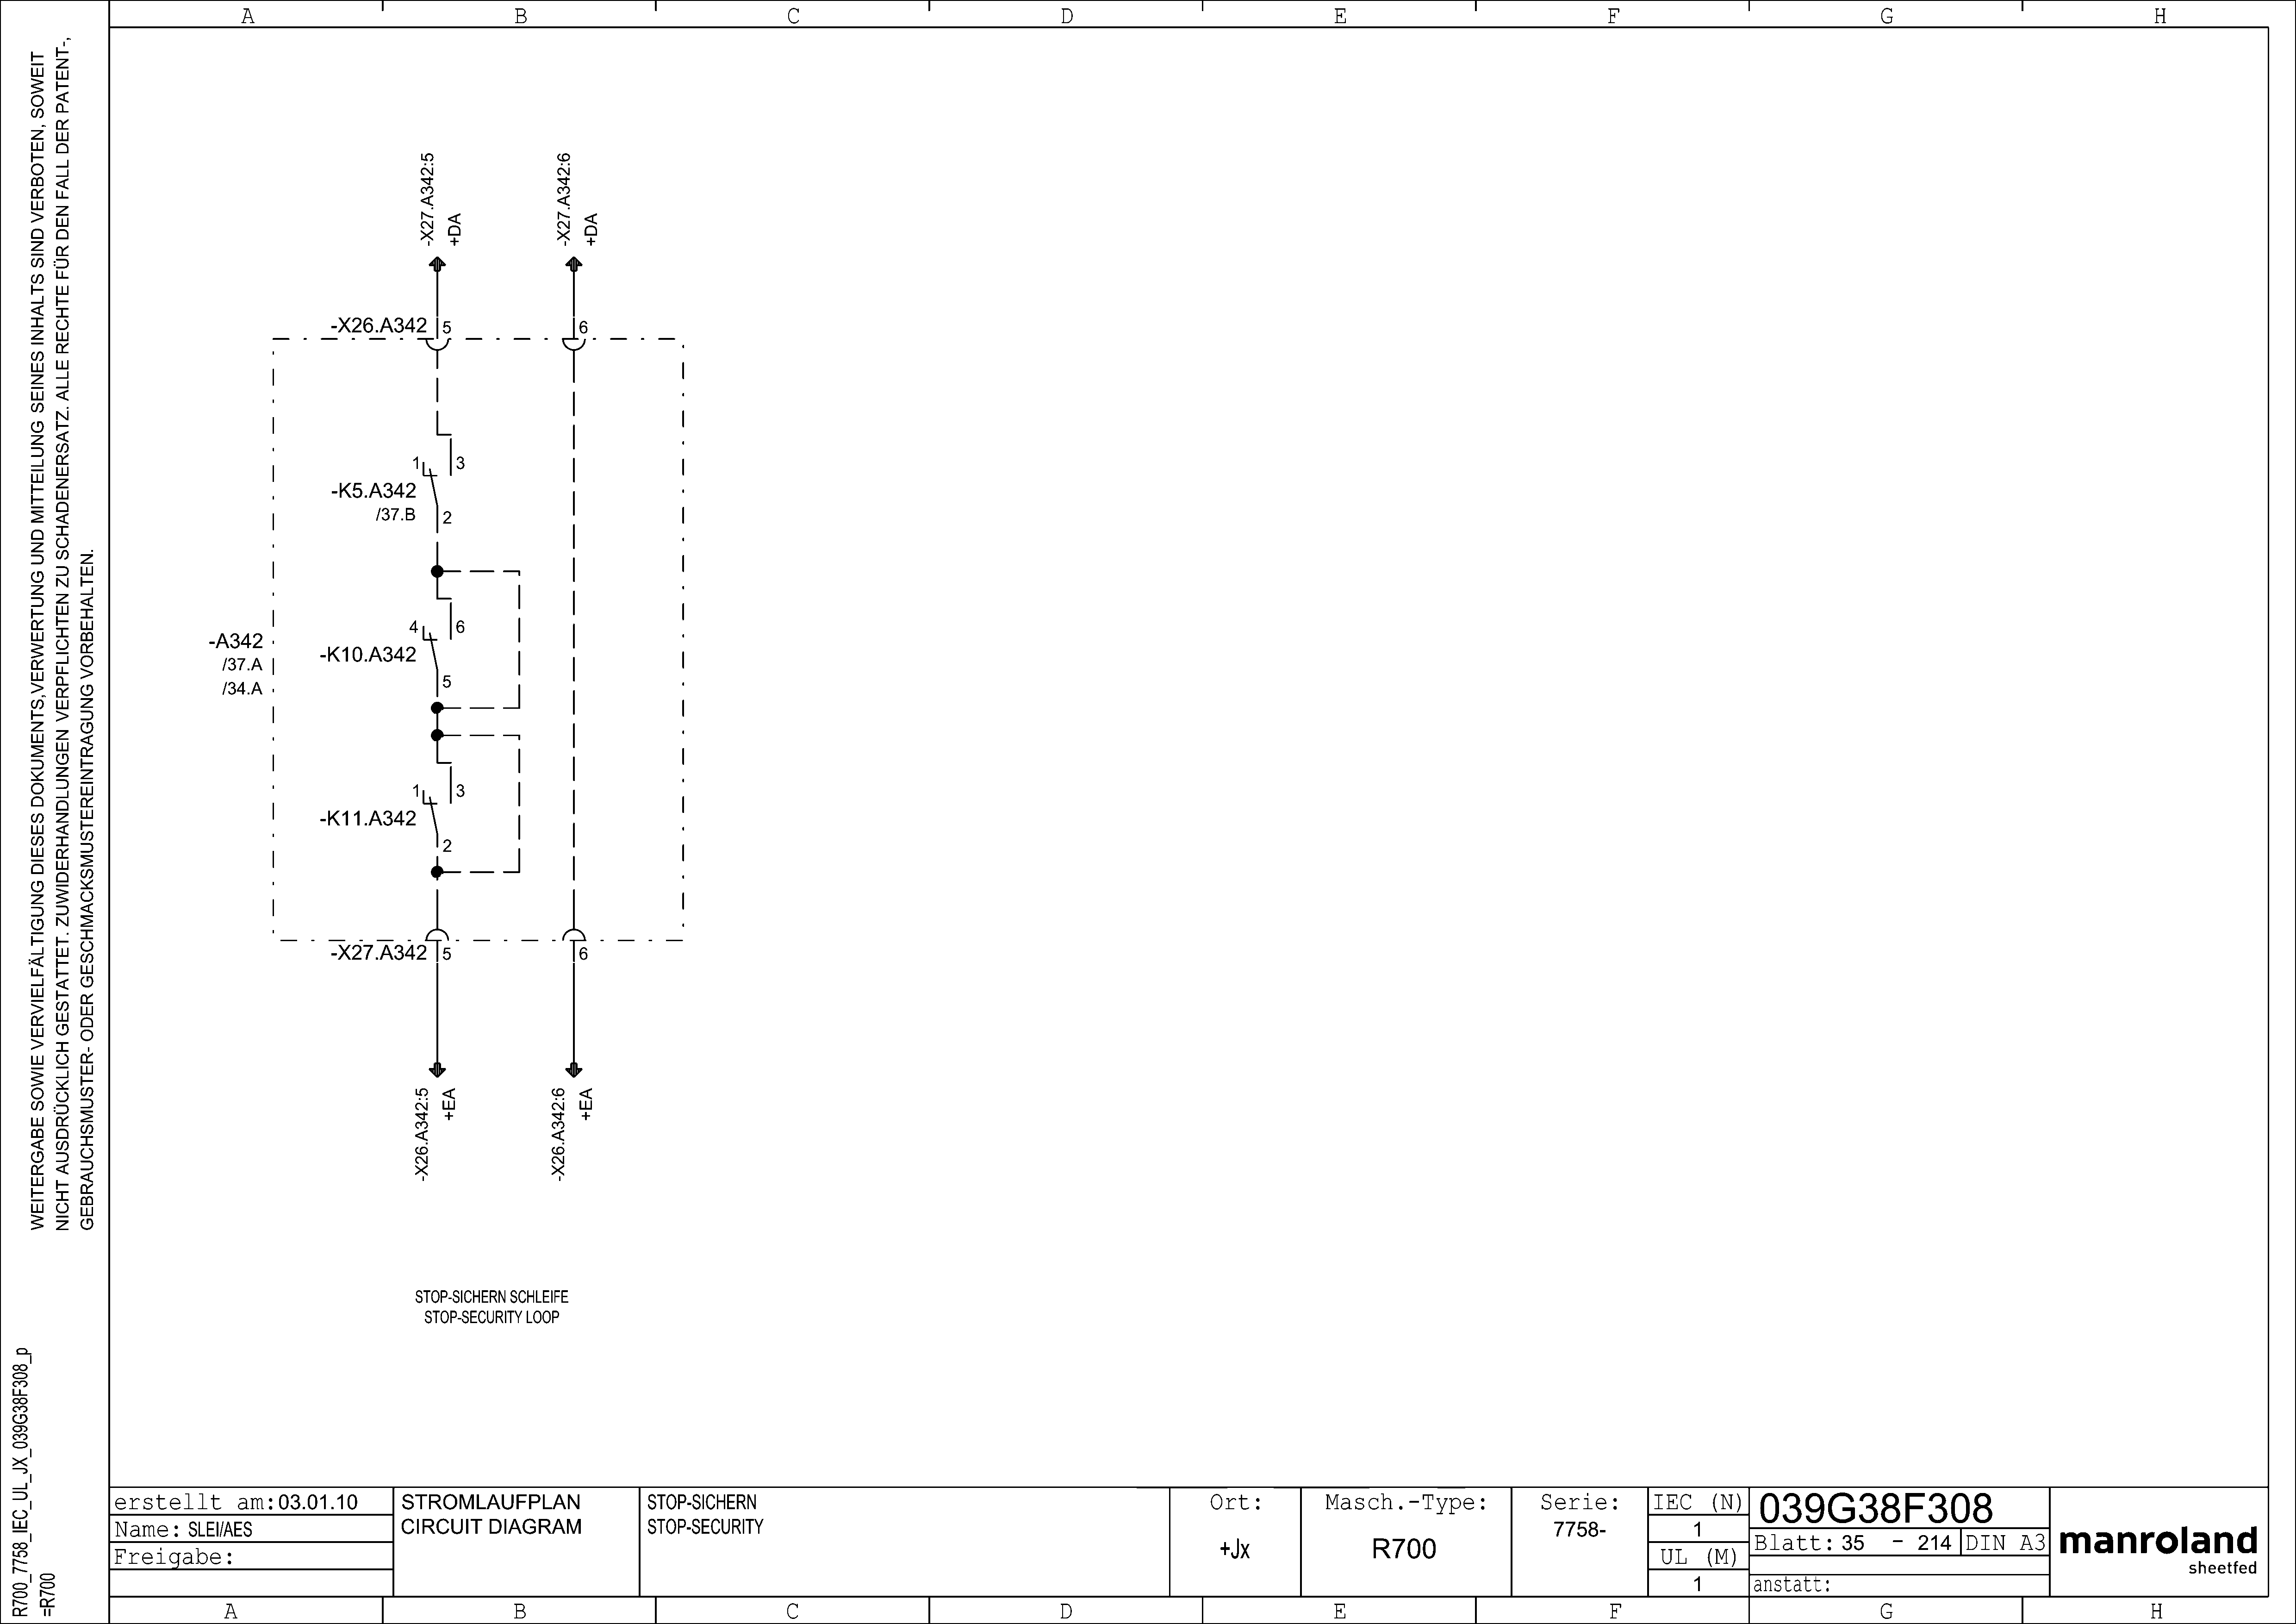 A B C D E F G H
WEITERGABE SOWIE VERVIELFÄLTIGUNG DIESES DOKUMENTS,VERWERTUNG UND MITTEILUNG SEINES INHALTS SIND VERBOTEN, SOWEIT
NICHT AUSDRÜCKLICH GESTATTET. ZUWIDERHANDLUNGEN VERPFLICHTEN ZU SCHADENERSATZ. ALLE RECHTE FÜR DEN FALL DER PATENT-,
GEBRAUCHSMUSTER- ODER GESCHMACKSMUSTEREINTRAGUNG VORBEHALTEN.
R700_7758_IEC_UL_JX_039G38F308_p
=R700
-X27.A342:5
+DA
-X27.A342:6
+DA
-X26.A342 5 6
1 3
-K5.A342
/37.B
2
4 6
-A342
-K10.A342
/37.A
5
/34.A
1 3
-K11.A342
2
-X27.A342 5 6
-X26.A342:5
+EA
-X26.A342:6
+EA
STOP-SICHERN SCHLEIFE
STOP-SECURITY LOOP
erstellt am: 03.01.10
Name: SLEI/AES
Freigabe:
STROMLAUFPLAN
CIRCUIT DIAGRAM
STOP-SICHERN
STOP-SECURITY
Ort:
+Jx
Masch.-Type:
R700
Serie:
7758-
IEC (N)
1
UL (M)
1
039G38F308
Blatt: 35 - 214 DIN A3
anstatt:
manroland
sheetfed
A B C D E F G H